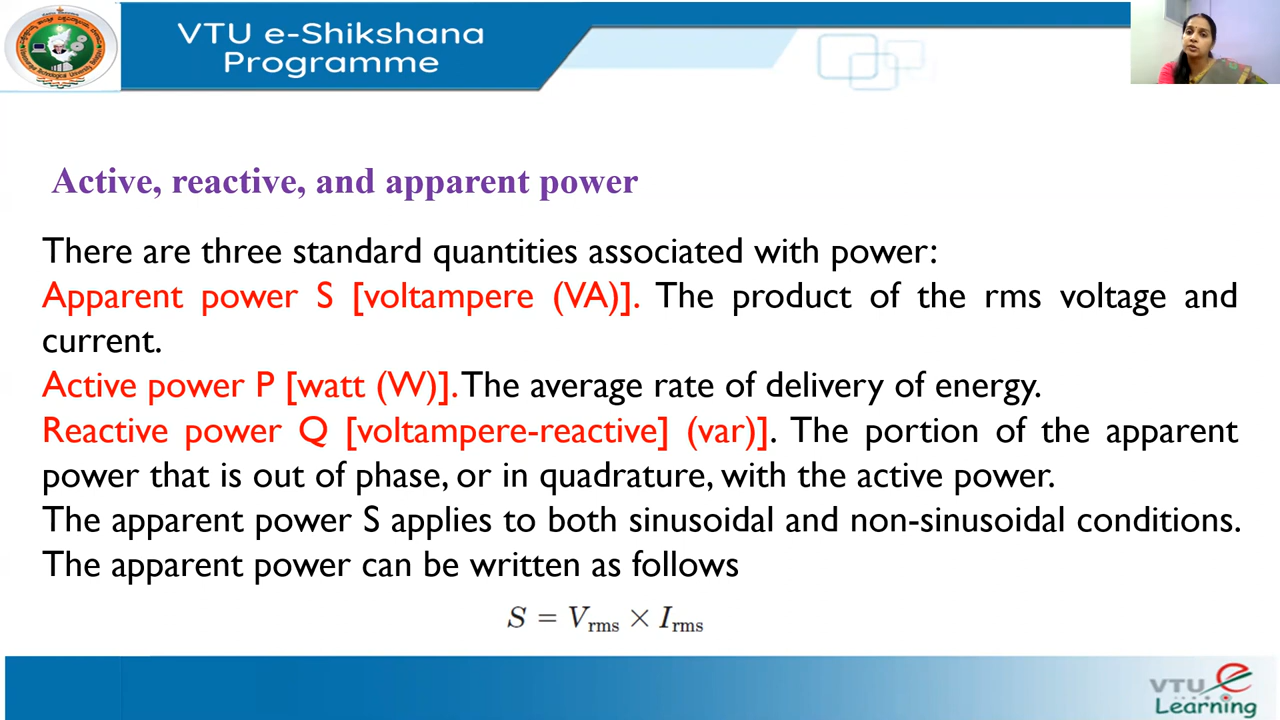 VTU e-Shikshana
Programme
Active, reactive, and apparent power
There are three standard quantities associated with power:
Apparent power S [voltampere (VA)]. The product of the rms voltage and
current.
Active power P [watt (W)]. The average rate of delivery of energy.
Reactive power Q [voltampere-reactive] (var)]. The portion of the apparent
power that is out of phase, or in quadrature, with the active power.
The apparent power S applies to both sinusoidal and non-sinusoidal conditions.
The apparent power can be written as follows
S = Vrms × Irms
VTU e
Learning